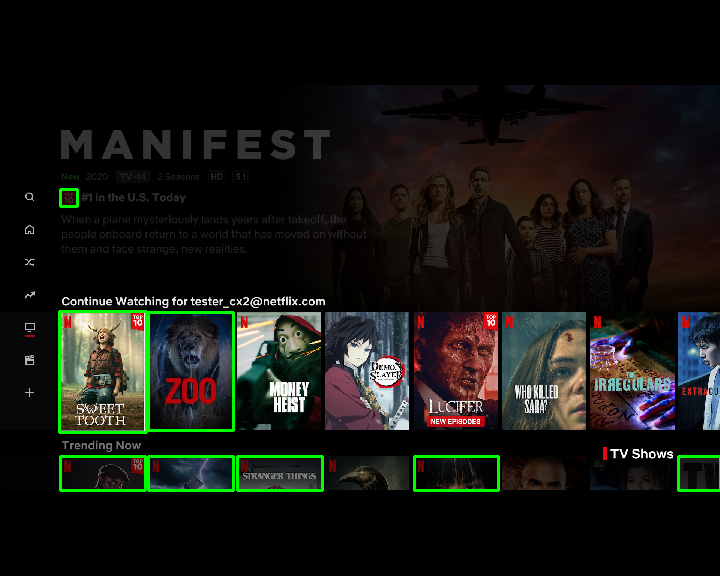 MANIFEST
New 2020 TV-14 2 Seasons HD 5.1
TOP 10 #1 in the U.S. Today
When a plane mysteriously lands years after takeoff, the
people onboard return to a world that has moved on without
them and face strange, new realities.
Continue Watching for tester_cx2@netflix.com
N TOP 10
SWEET TOOTH
ZOO
N
MONEY HEIST
DEMON SLAYER
N TOP 10
LUCIFER
NEW EPISODES
N
WHO KILLED SARA?
N
THE IRREGULARS
N
Trending Now
TV Shows
N TOP 10
N
STRANGER THINGS
N